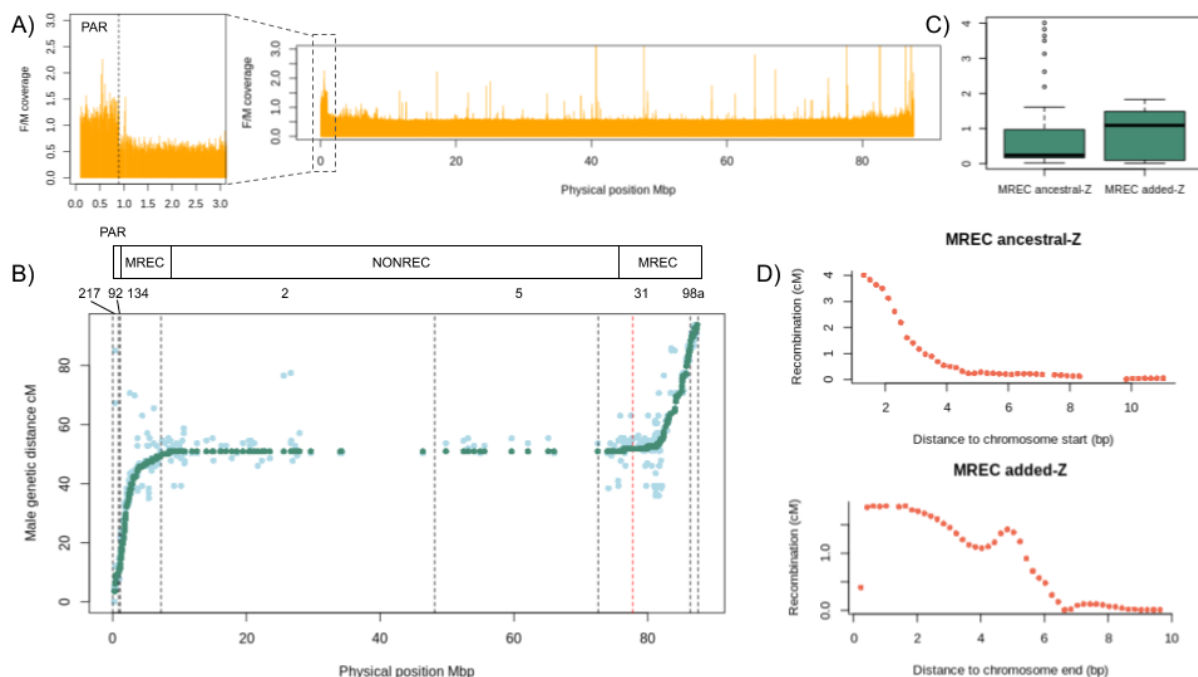 A)
PAR
F/M coverage
3.0
2.5
2.0
1.5
1.0
0.5
0.0
0.0 0.5 1.0 1.5 2.0 2.5 3.0
F/M coverage
3.0
2.0
1.0
0.0
0 20 40 60 80
Physical position Mbp
C)
4
3
2
1
0
MREC ancestral-Z MREC added-Z
B)
PAR
MREC NONREC MREC
217 92 134 2 5 31 98a
Male genetic distance cM
80
60
40
20
0
0 20 40 60 80
Physical position Mbp
D)
MREC ancestral-Z
Recombination (cM)
4
3
2
1
0
2 4 6 8 10
Distance to chromosome start (bp)
MREC added-Z
Recombination (cM)
1.0
0.0
0 2 4 6 8 10
Distance to chromosome end (bp)